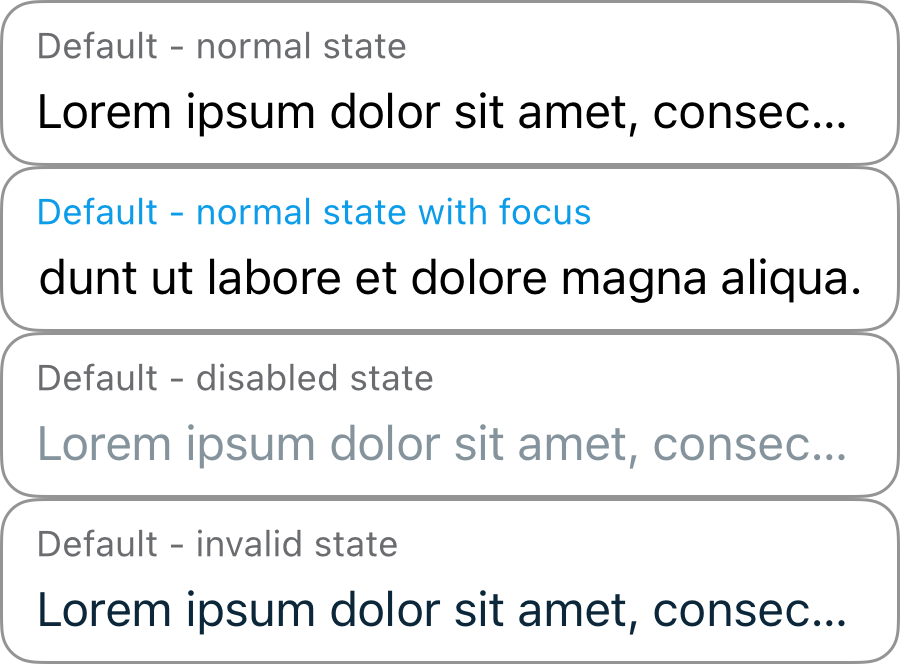 Default - normal state
Lorem ipsum dolor sit amet, consec...
Default - normal state with focus
dunt ut labore et dolore magna aliqua.
Default - disabled state
Lorem ipsum dolor sit amet, consec...
Default - invalid state
Lorem ipsum dolor sit amet, consec...